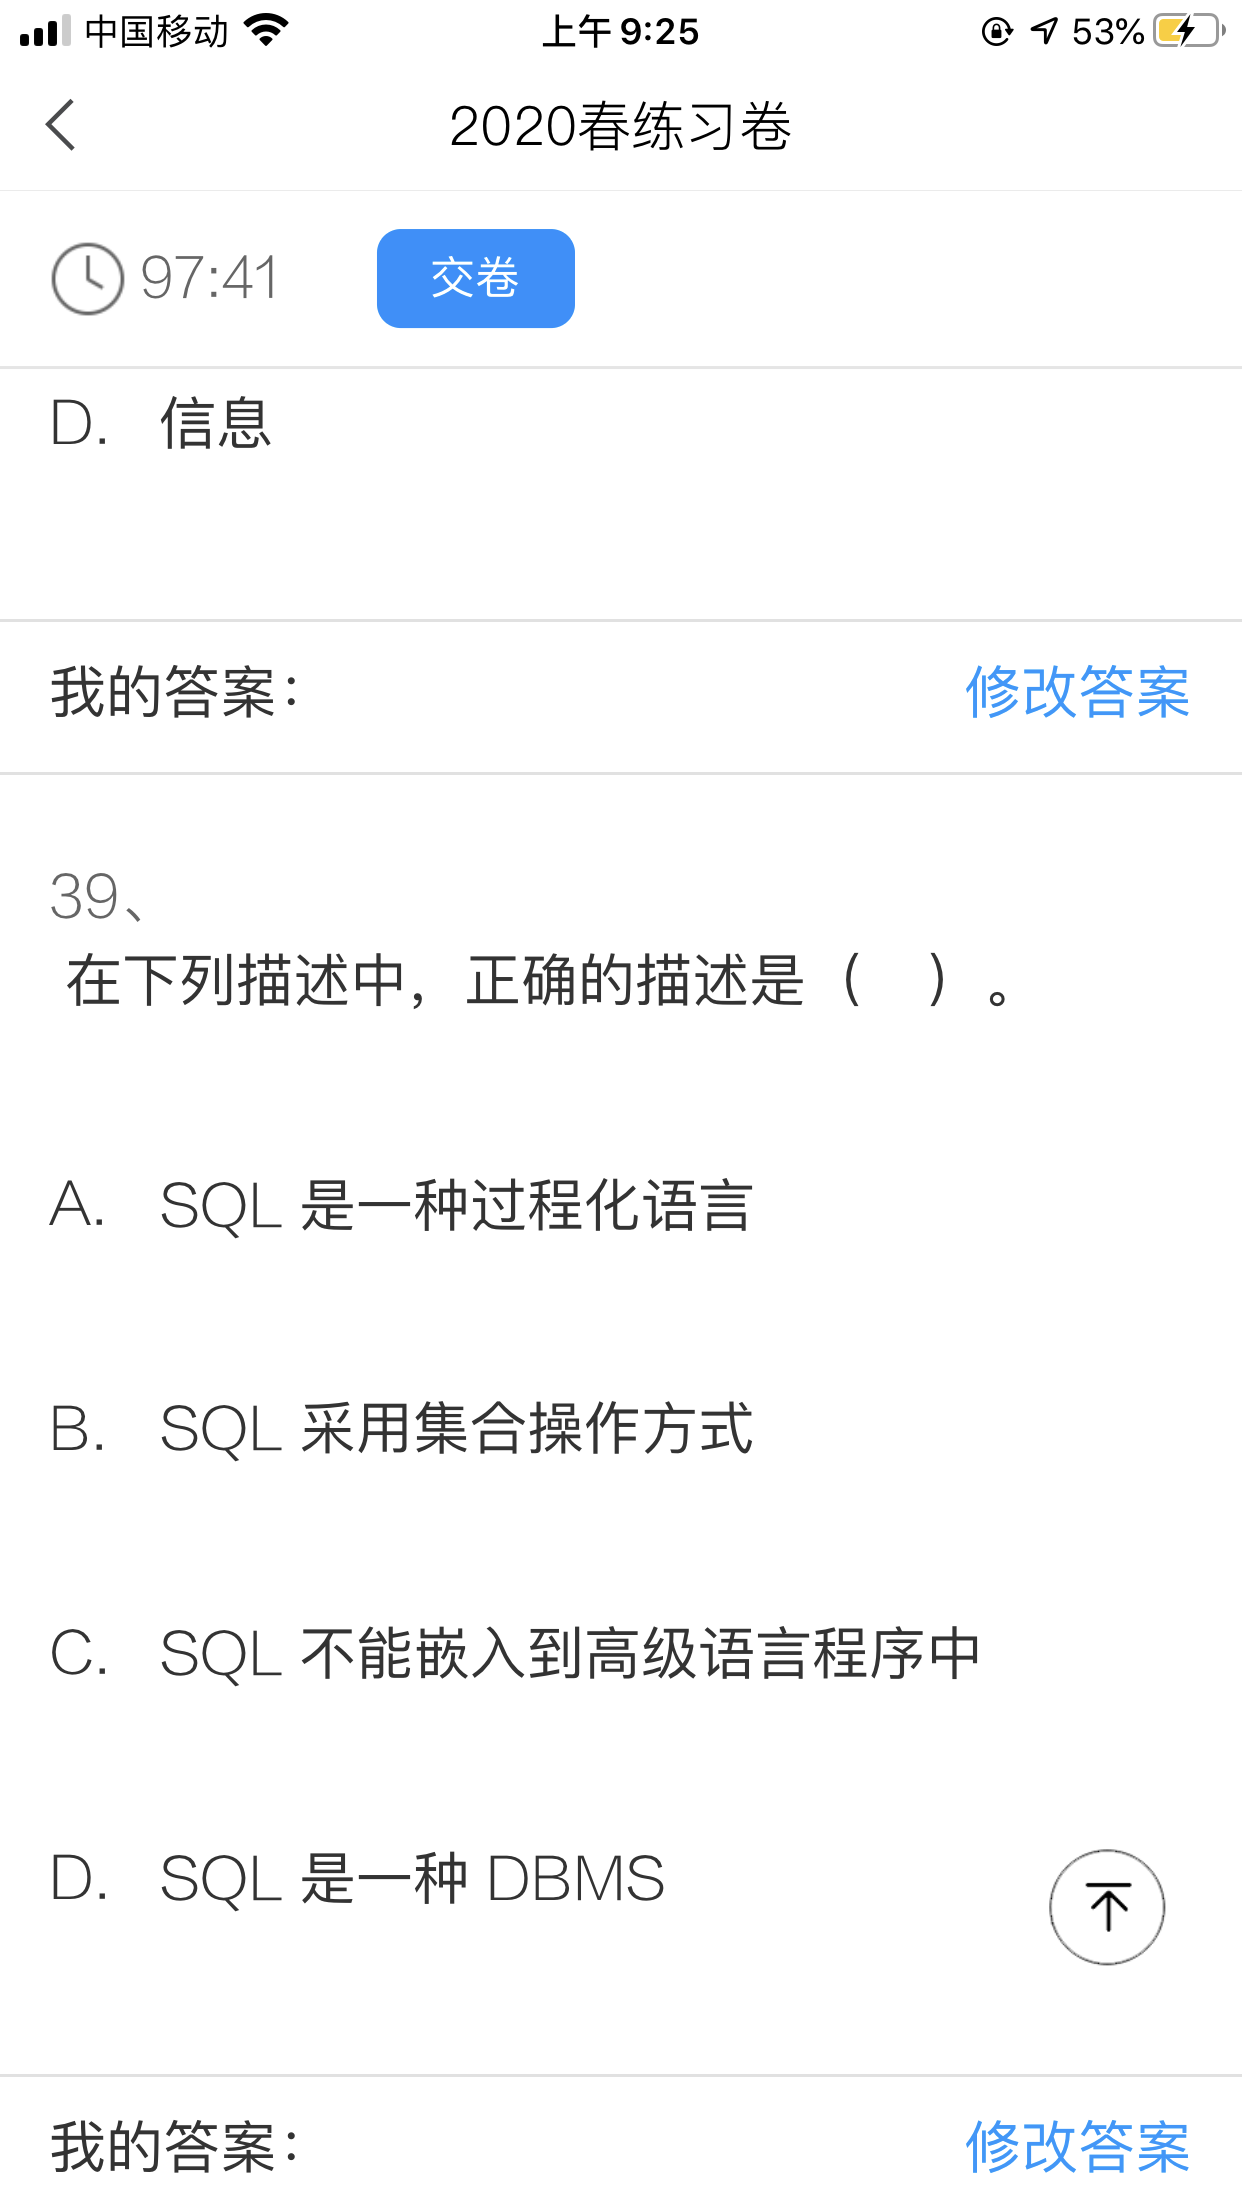 中国移动 上午 9:25 53%
2020春练习卷
97:41 交卷
D. 信息
我的答案: 修改答案
39、
在下列描述中，正确的描述是（ ）。
A. SQL 是一种过程化语言
B. SQL 采用集合操作方式
C. SQL 不能嵌入到高级语言程序中
D. SQL 是一种 DBMS
我的答案: 修改答案